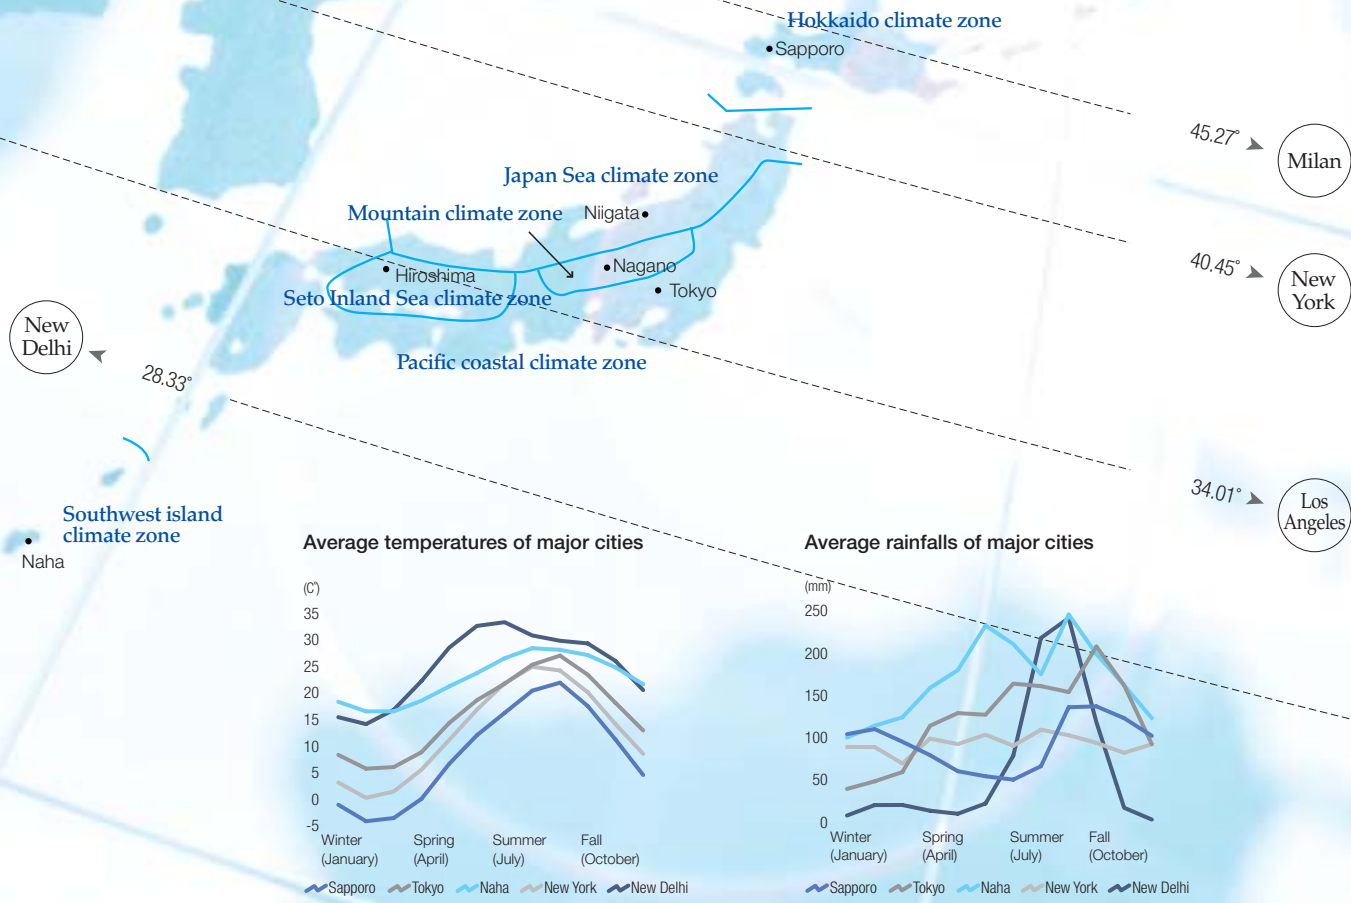 Hokkaido climate zone
Sapporo
45.27°
Milan
Japan Sea climate zone
Mountain climate zone
Niigata
Nagano
Tokyo
Hiroshima
Seto Inland Sea climate zone
Pacific coastal climate zone
40.45°
New
York
New
Delhi
28.33°
34.01°
Los
Angeles
Southwest island
climate zone
Naha
Average temperatures of major cities
(C°)
35
30
25
20
15
10
5
0
-5
Winter
(January)
Spring
(April)
Summer
(July)
Fall
(October)
Sapporo Tokyo Naha New York New Delhi
Average rainfalls of major cities
(mm)
250
200
150
100
50
0
Winter
(January)
Spring
(April)
Summer
(July)
Fall
(October)
Sapporo Tokyo Naha New York New Delhi